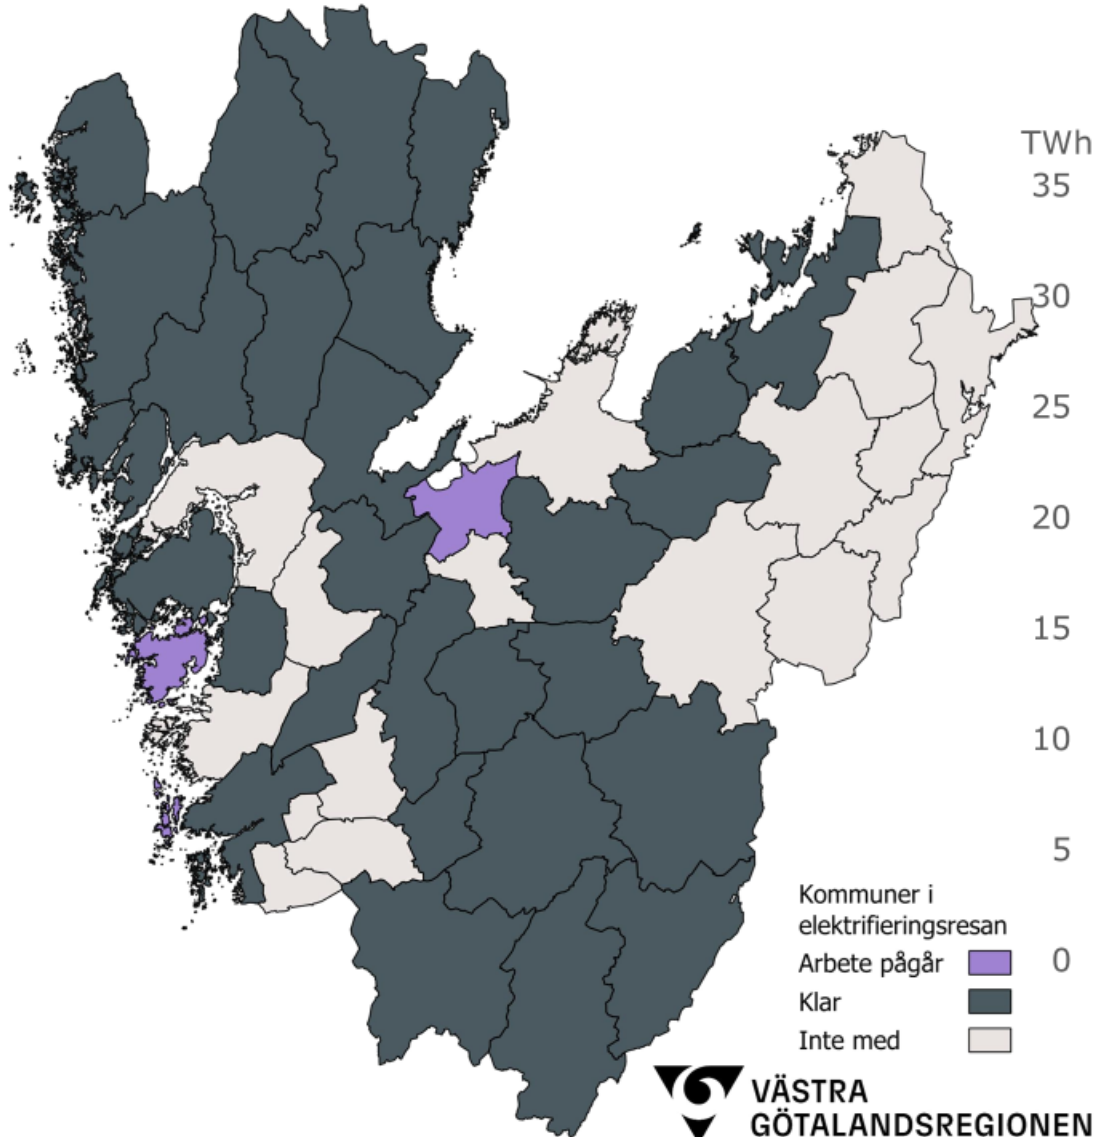 TWh
35
30
25
20
15
10
5
0
Kommuner i
elektrifieringsresan
Arbete pågår
Klar
Inte med
VÄSTRA
GÖTALANDSREGIONEN